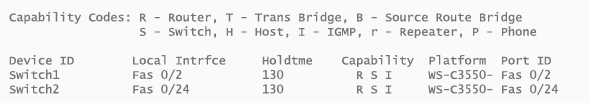 Capability Codes: R - Router, T - Trans Bridge, B - Source Route Bridge
S - Switch, H - Host, I - IGMP, r - Repeater, P - Phone
Device ID Local Intrfce Holdtme Capability Platform Port ID
Switch1 Fas 0/2 130 R S I WS-C3550- Fas 0/2
Switch2 Fas 0/24 130 R S I WS-C3550- Fas 0/24